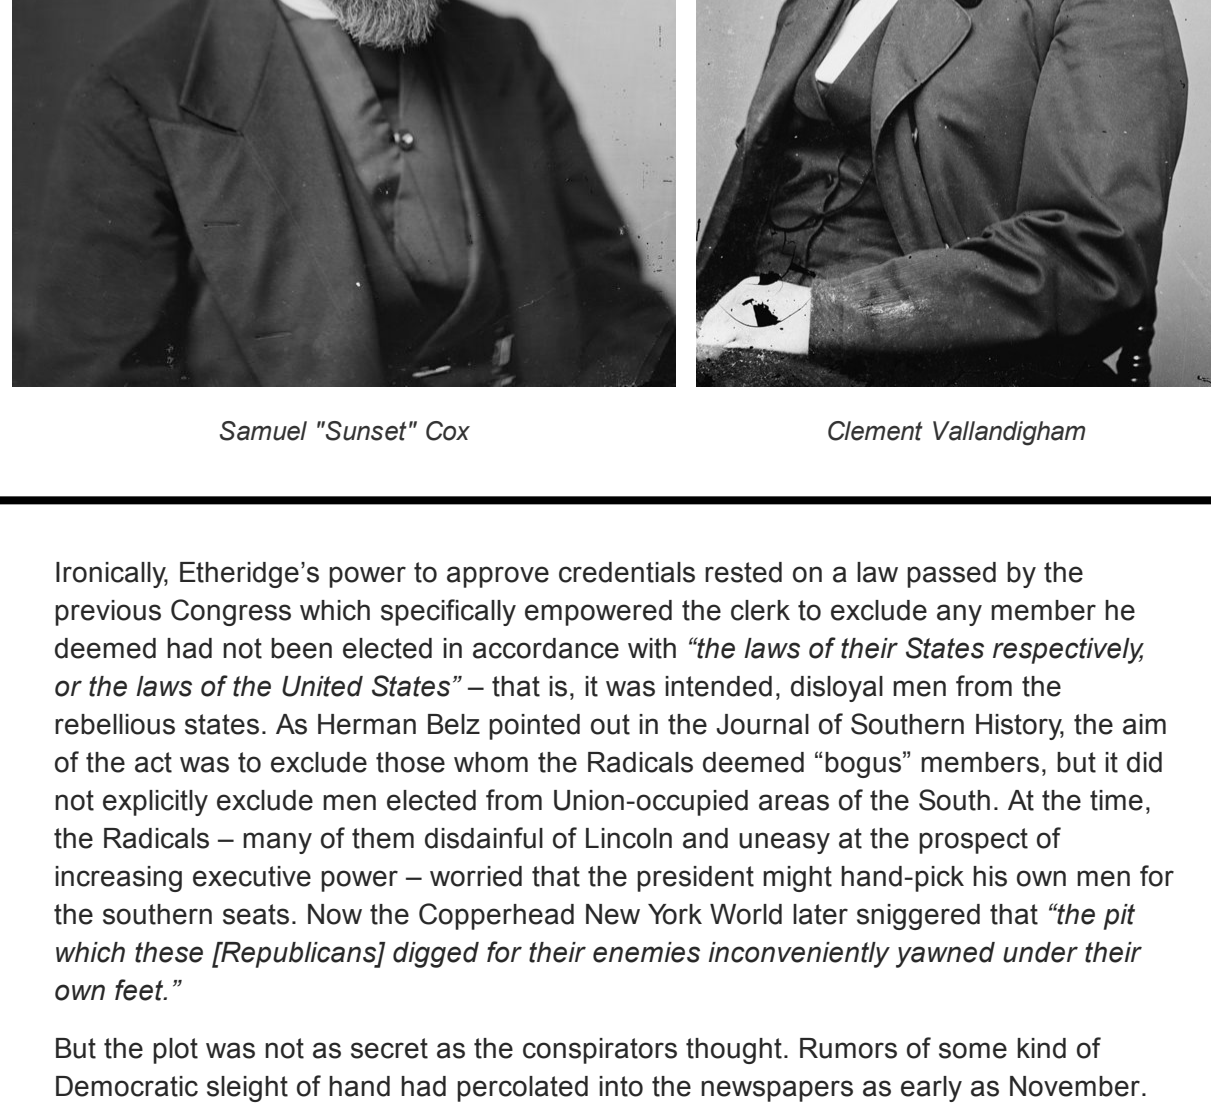 Samuel "Sunset" Cox
Clement Vallandigham
Ironically, Etheridge’s power to approve credentials rested on a law passed by the
previous Congress which specifically empowered the clerk to exclude any member he
deemed had not been elected in accordance with “the laws of their States respectively,
or the laws of the United States” – that is, it was intended, disloyal men from the
rebellious states. As Herman Belz pointed out in the Journal of Southern History, the aim
of the act was to exclude those whom the Radicals deemed “bogus” members, but it did
not explicitly exclude men elected from Union-occupied areas of the South. At the time,
the Radicals – many of them disdainful of Lincoln and uneasy at the prospect of
increasing executive power – worried that the president might hand-pick his own men for
the southern seats. Now the Copperhead New York World later sniggered that “the pit
which these [Republicans] digged for their enemies inconveniently yawned under their
own feet.”
But the plot was not as secret as the conspirators thought. Rumors of some kind of
Democratic sleight of hand had percolated into the newspapers as early as November.